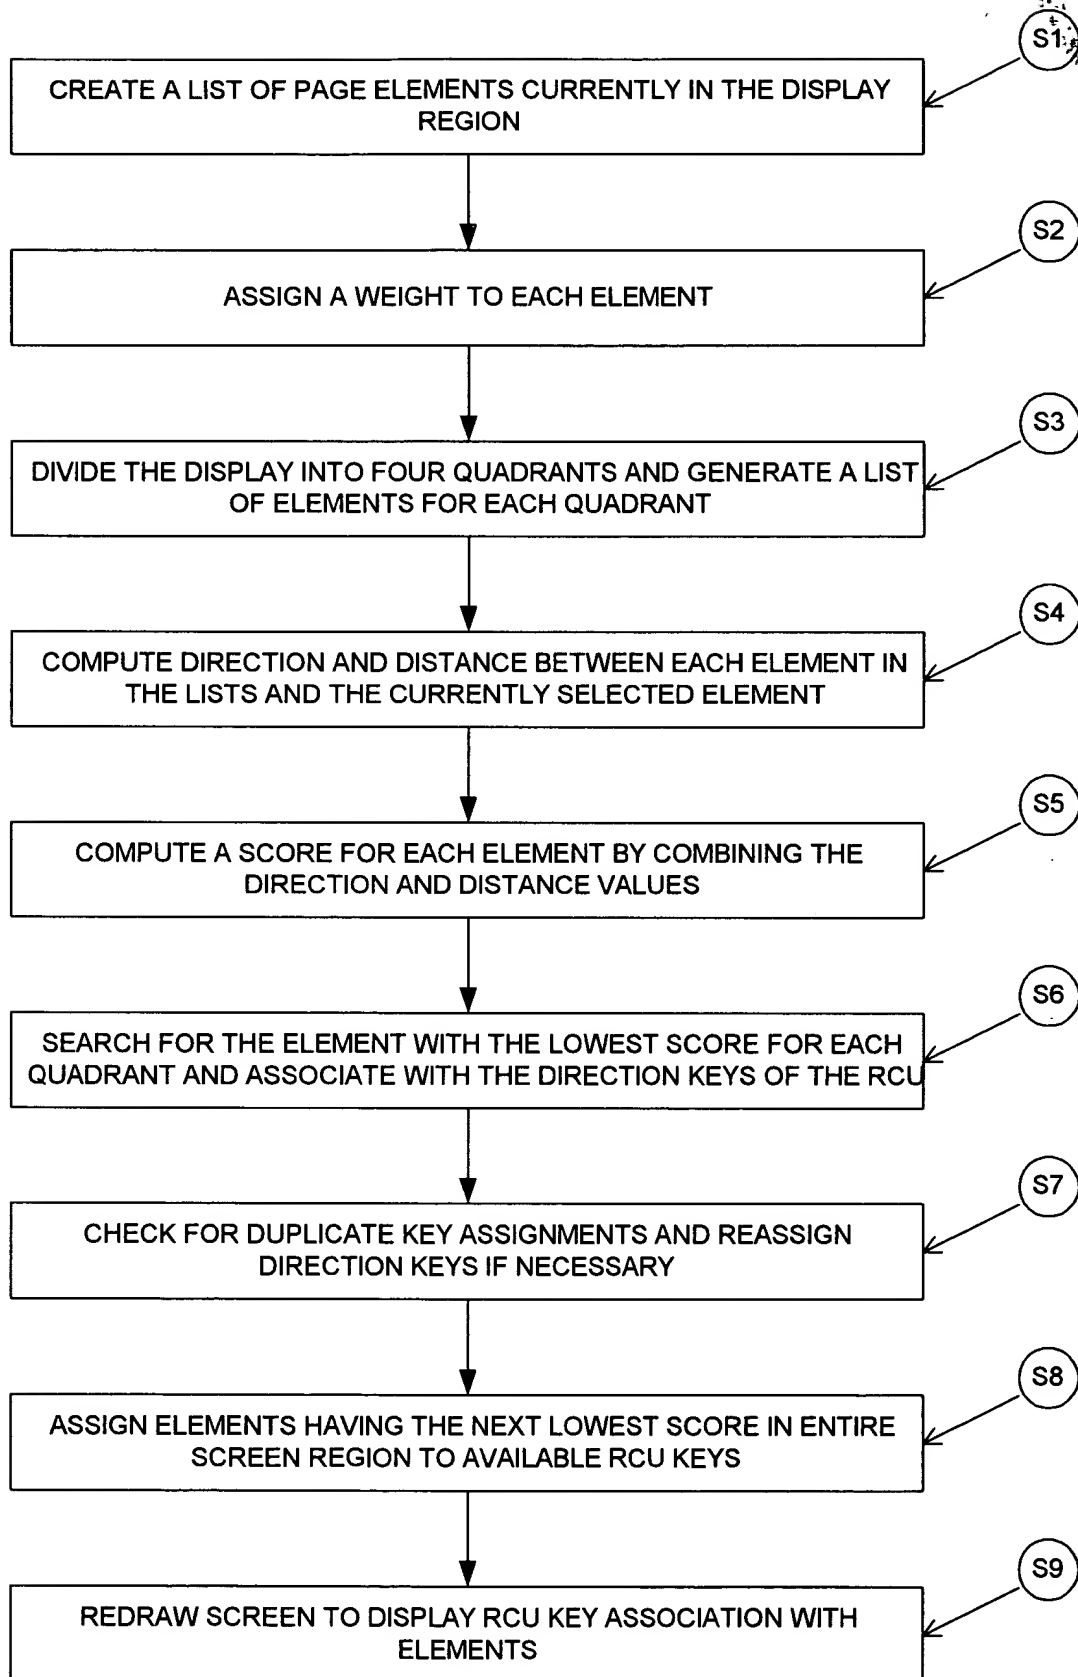 S1
CREATE A LIST OF PAGE ELEMENTS CURRENTLY IN THE DISPLAY
REGION
S2
ASSIGN A WEIGHT TO EACH ELEMENT
S3
DIVIDE THE DISPLAY INTO FOUR QUADRANTS AND GENERATE A LIST
OF ELEMENTS FOR EACH QUADRANT
S4
COMPUTE DIRECTION AND DISTANCE BETWEEN EACH ELEMENT IN
THE LISTS AND THE CURRENTLY SELECTED ELEMENT
S5
COMPUTE A SCORE FOR EACH ELEMENT BY COMBINING THE
DIRECTION AND DISTANCE VALUES
S6
SEARCH FOR THE ELEMENT WITH THE LOWEST SCORE FOR EACH
QUADRANT AND ASSOCIATE WITH THE DIRECTION KEYS OF THE RCU
S7
CHECK FOR DUPLICATE KEY ASSIGNMENTS AND REASSIGN
DIRECTION KEYS IF NECESSARY
S8
ASSIGN ELEMENTS HAVING THE NEXT LOWEST SCORE IN ENTIRE
SCREEN REGION TO AVAILABLE RCU KEYS
S9
REDRAW SCREEN TO DISPLAY RCU KEY ASSOCIATION WITH
ELEMENTS